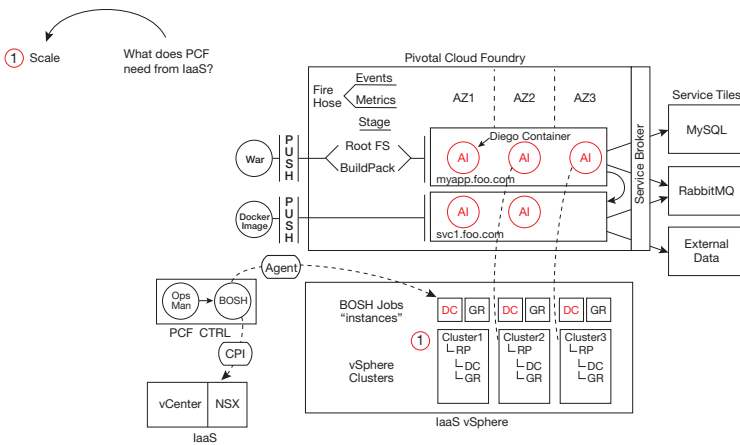 1 Scale
What does PCF
need from IaaS?
Pivotal Cloud Foundry
Fire
Hose
Events
Metrics
AZ1
AZ2
AZ3
Service Tiles
Stage
Diego Container
War
PUSH
Root FS
BuildPack
AI
AI
AI
myapp.foo.com
Service Broker
MySQL
RabbitMQ
External
Data
Docker
Image
PUSH
AI
AI
svc1.foo.com
Agent
Ops
Man
BOSH
PCF CTRL
CPI
vCenter
NSX
IaaS
BOSH Jobs
“instances”
DC
GR
DC
GR
DC
GR
1
vSphere
Clusters
Cluster1
RP
DC
GR
Cluster2
RP
DC
GR
Cluster3
RP
DC
GR
IaaS vSphere